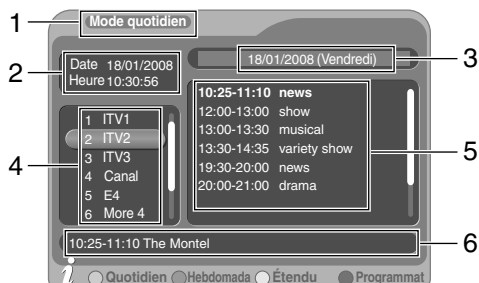 1 Mode quotidien
2 Date 18/01/2008
Heure 10:30:56
18/01/2008 (Vendredi) 3
4
1 ITV1
2 ITV2
3 ITV3
4 Canal
5 E4
6 More 4
10:25-11:10 news
12:00-13:00 show
13:00-13:30 musical
13:30-14:35 variety show
19:30-20:00 news
20:00-21:00 drama
5
10:25-11:10 The Montel 6
i Quotidien Hebdomada Étendu Programmat